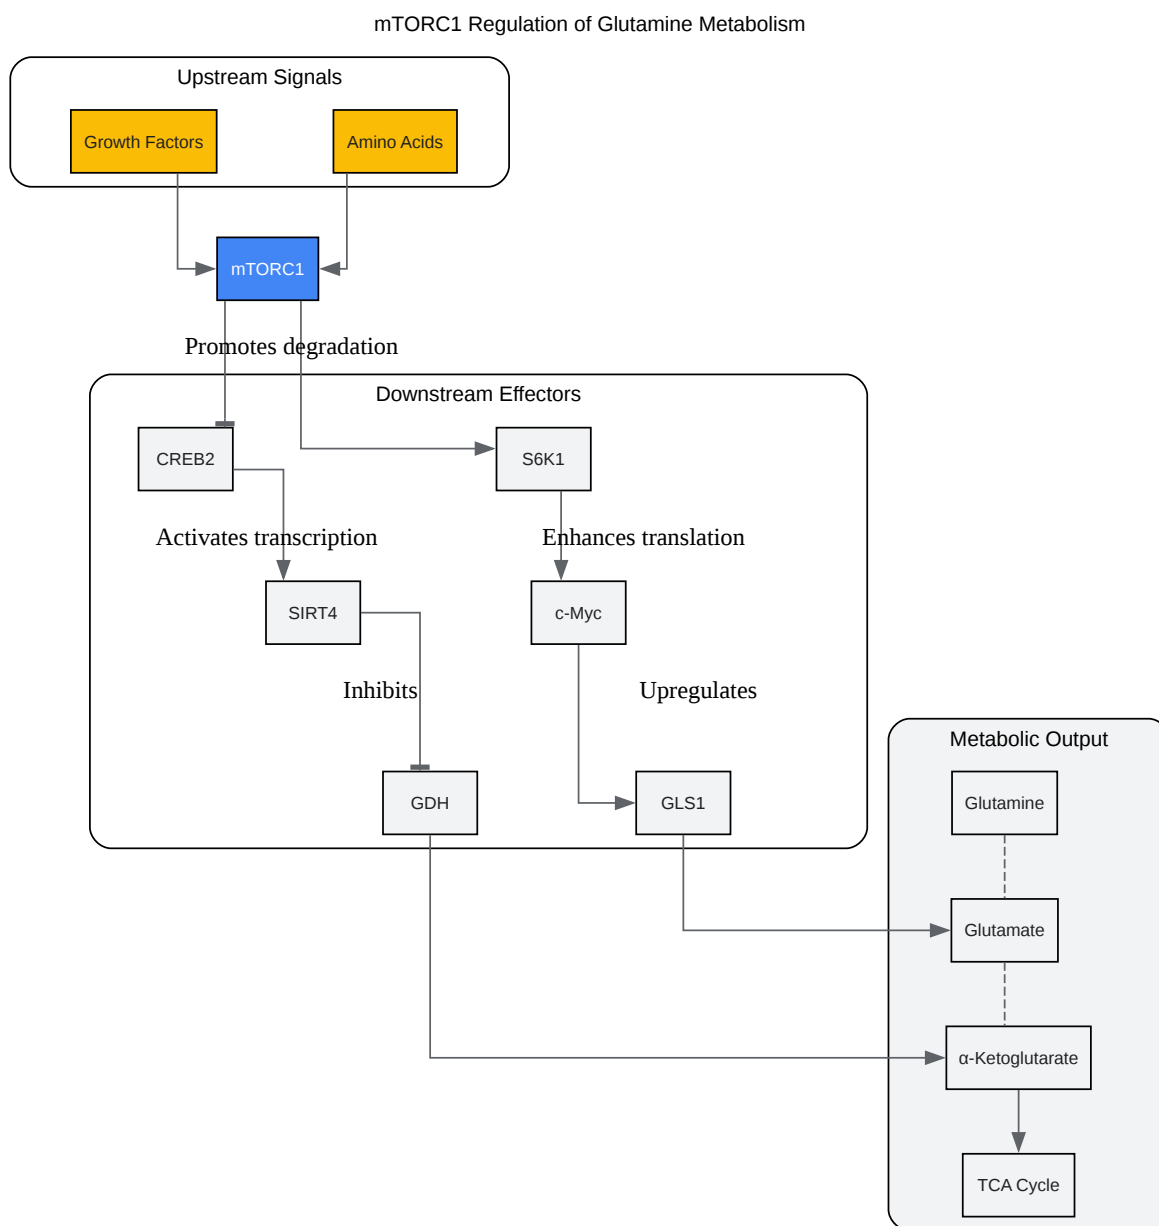 mTORC1 Regulation of Glutamine Metabolism
Upstream Signals
Growth Factors
Amino Acids
mTORC1
Promotes degradation
Downstream Effectors
CREB2
S6K1
Activates transcription
Enhances translation
SIRT4
c-Myc
Inhibits
Upregulates
Metabolic Output
GDH
GLS1
Glutamine
Glutamate
α-Ketoglutarate
TCA Cycle